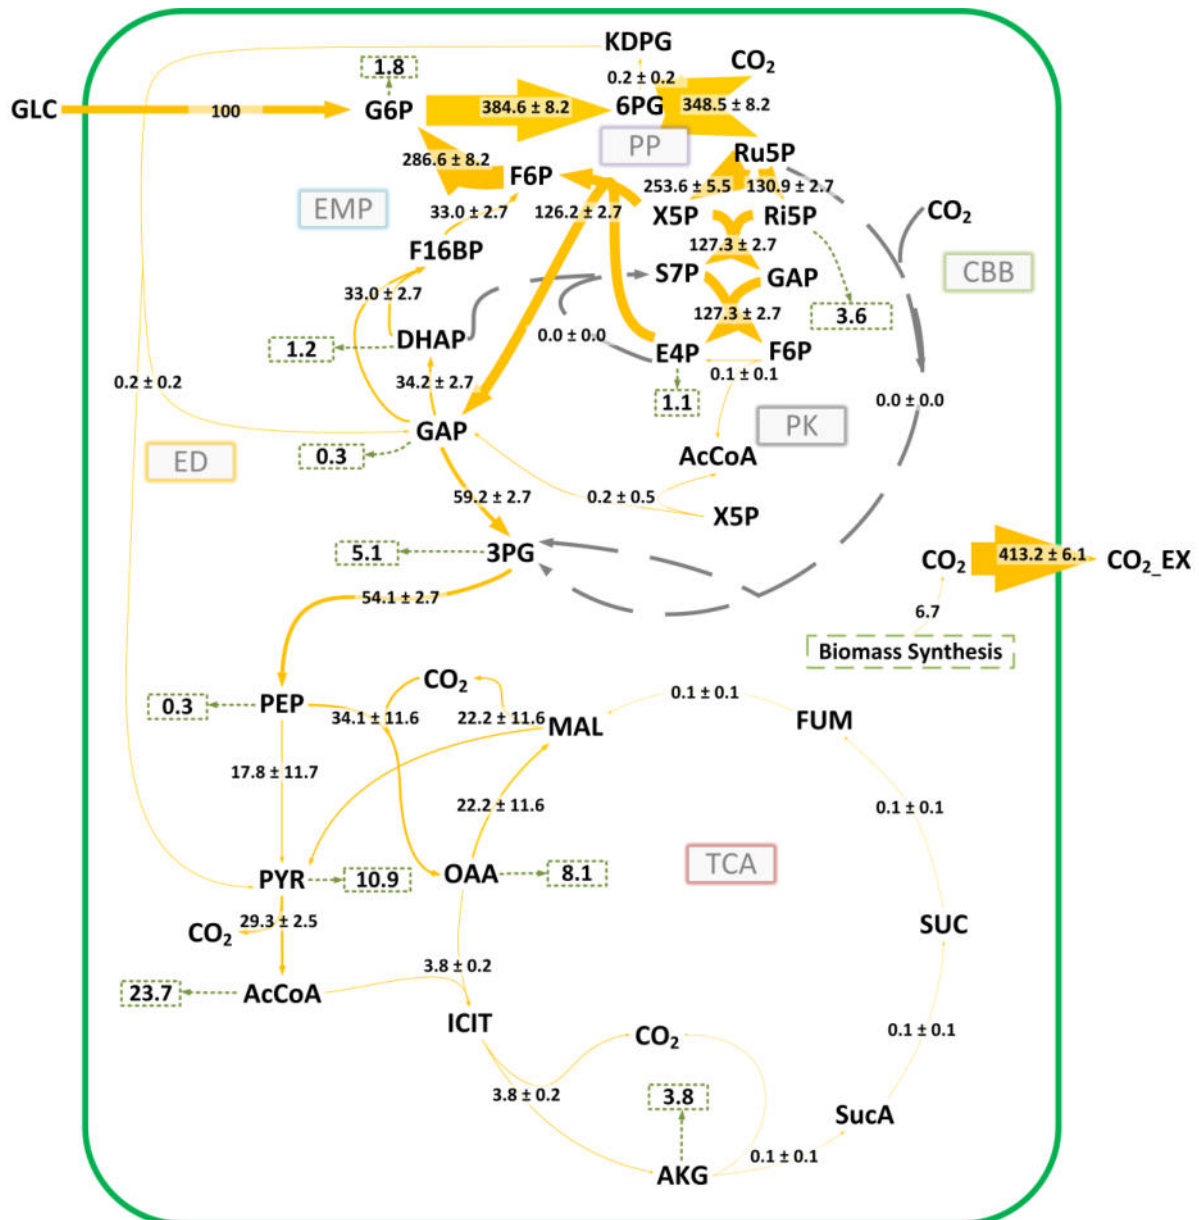 KDPG
CO₂
1.8
0.2 ± 0.2
GLC
100
G6P
384.6 ± 8.2
6PG
348.5 ± 8.2
PP
Ru5P
286.6 ± 8.2
F6P
253.6 ± 5.5
130.9 ± 2.7
EMP
33.0 ± 2.7
126.2 ± 2.7
X5P
Ri5P
CO₂
F16BP
127.3 ± 2.7
S7P
GAP
CBB
33.0 ± 2.7
127.3 ± 2.7
3.6
1.2
DHAP
0.0 ± 0.0
E4P
F6P
0.2 ± 0.2
34.2 ± 2.7
0.1 ± 0.1
1.1
0.0 ± 0.0
GAP
PK
ED
0.3
AcCoA
59.2 ± 2.7
0.2 ± 0.5
X5P
5.1
3PG
CO₂
413.2 ± 6.1
CO₂_EX
54.1 ± 2.7
6.7
Biomass Synthesis
CO₂
0.1 ± 0.1
0.3
PEP
34.1 ± 11.6
22.2 ± 11.6
MAL
FUM
17.8 ± 11.7
22.2 ± 11.6
0.1 ± 0.1
TCA
PYR
10.9
OAA
8.1
29.3 ± 2.5
CO₂
SUC
3.8 ± 0.2
23.7
AcCoA
ICIT
CO₂
0.1 ± 0.1
3.8 ± 0.2
3.8
SucA
0.1 ± 0.1
AKG